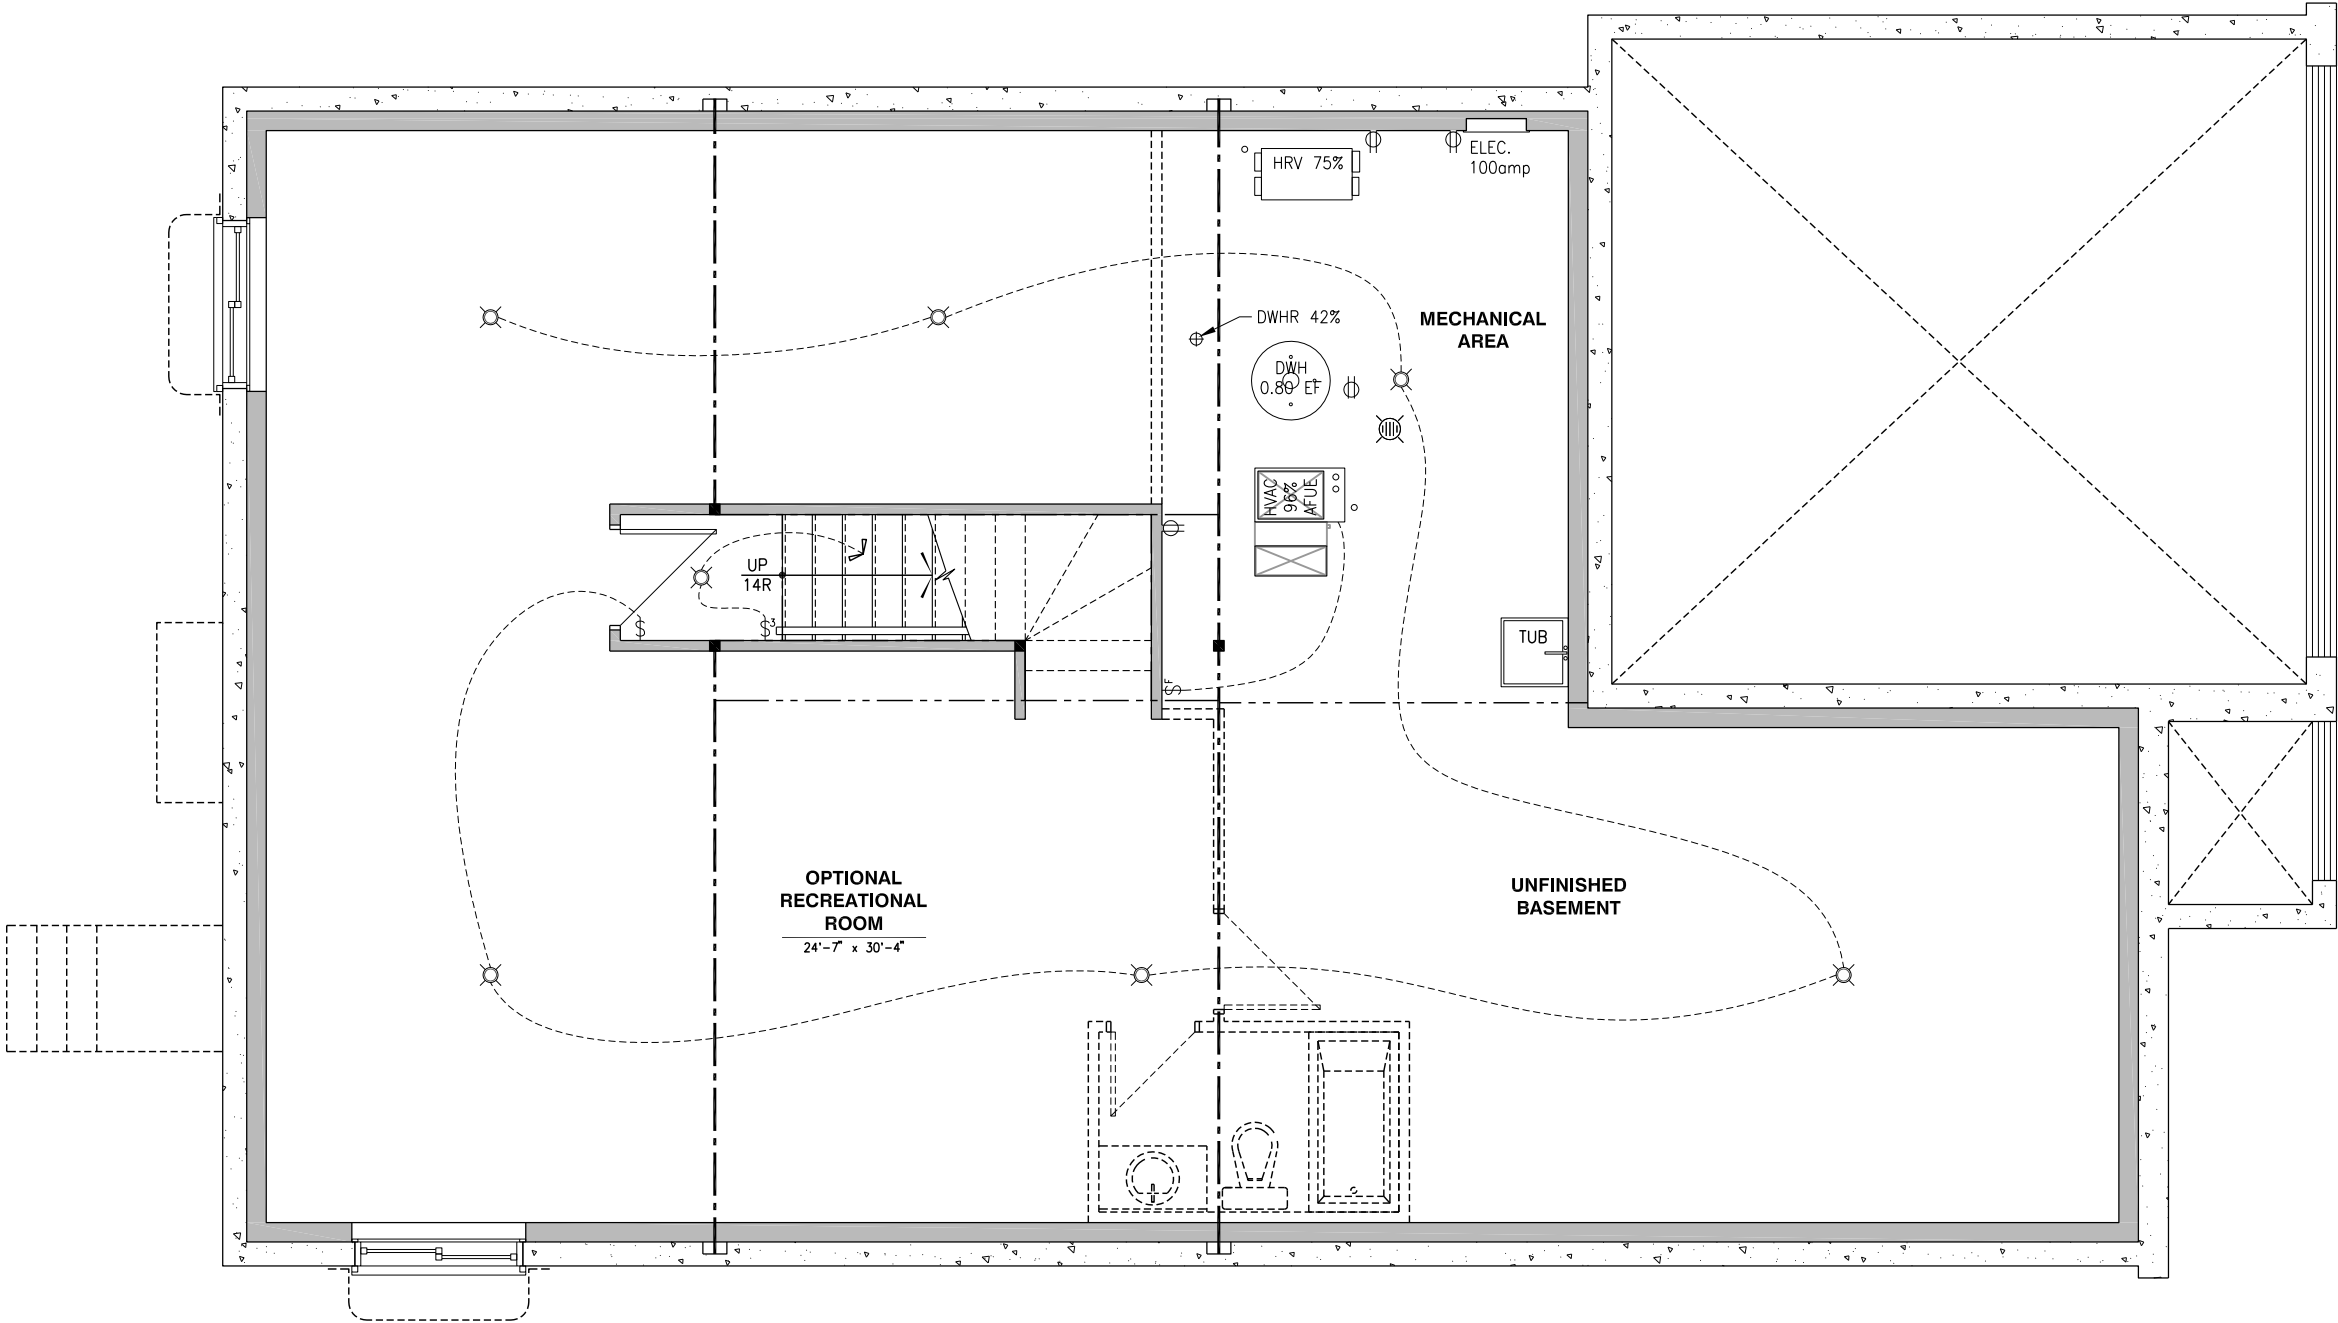 HRV 75%
ELEC.
100amp
MECHANICAL
AREA
DWHR 42%
DWH
0.80 EF
HVAC
96%
AFUE
UP
14R
$
$3
$F
TUB
OPTIONAL
RECREATIONAL
ROOM
24'-7" x 30'-4"
UNFINISHED
BASEMENT